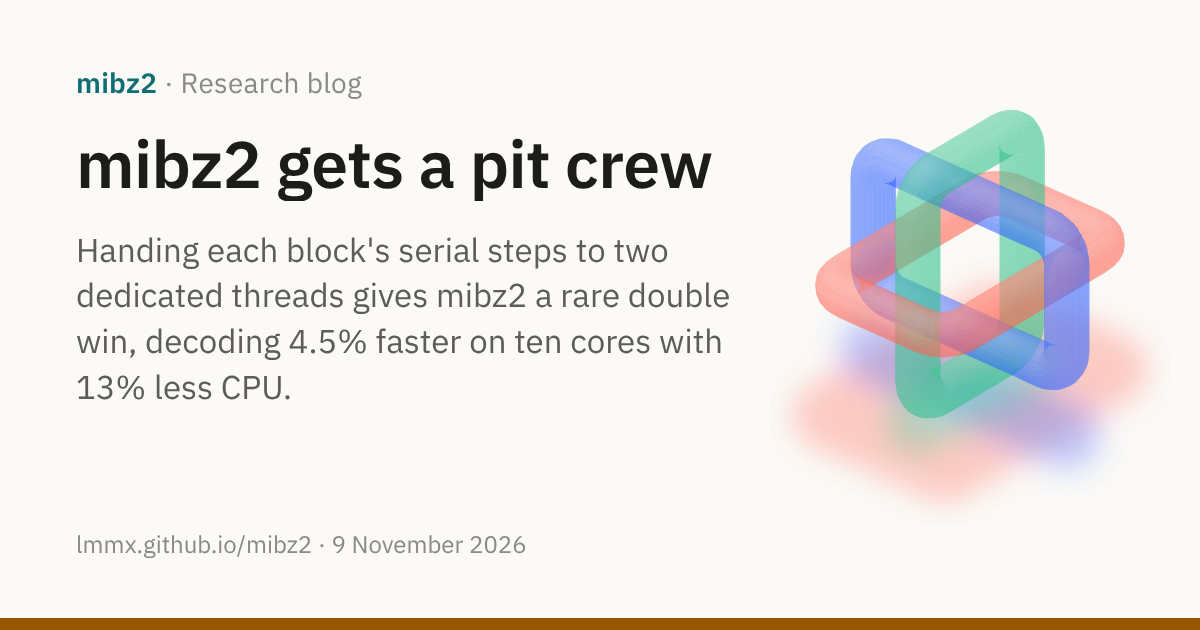 mibz2 · Research blog
mibz2 gets a pit crew
Handing each block's serial steps to two
dedicated threads gives mibz2 a rare double
win, decoding 4.5% faster on ten cores with
13% less CPU.
lmmx.github.io/mibz2 · 9 November 2026